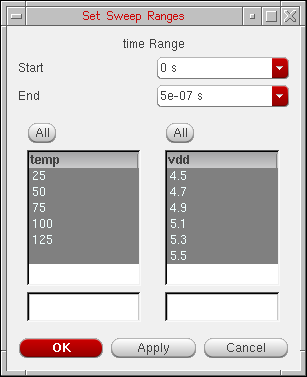 Set Sweep Ranges
time Range
Start 0 s
End 5e-07 s
All All
temp vdd
25 4.5
50 4.7
75 4.9
100 5.1
125 5.3
5.5
OK Apply Cancel